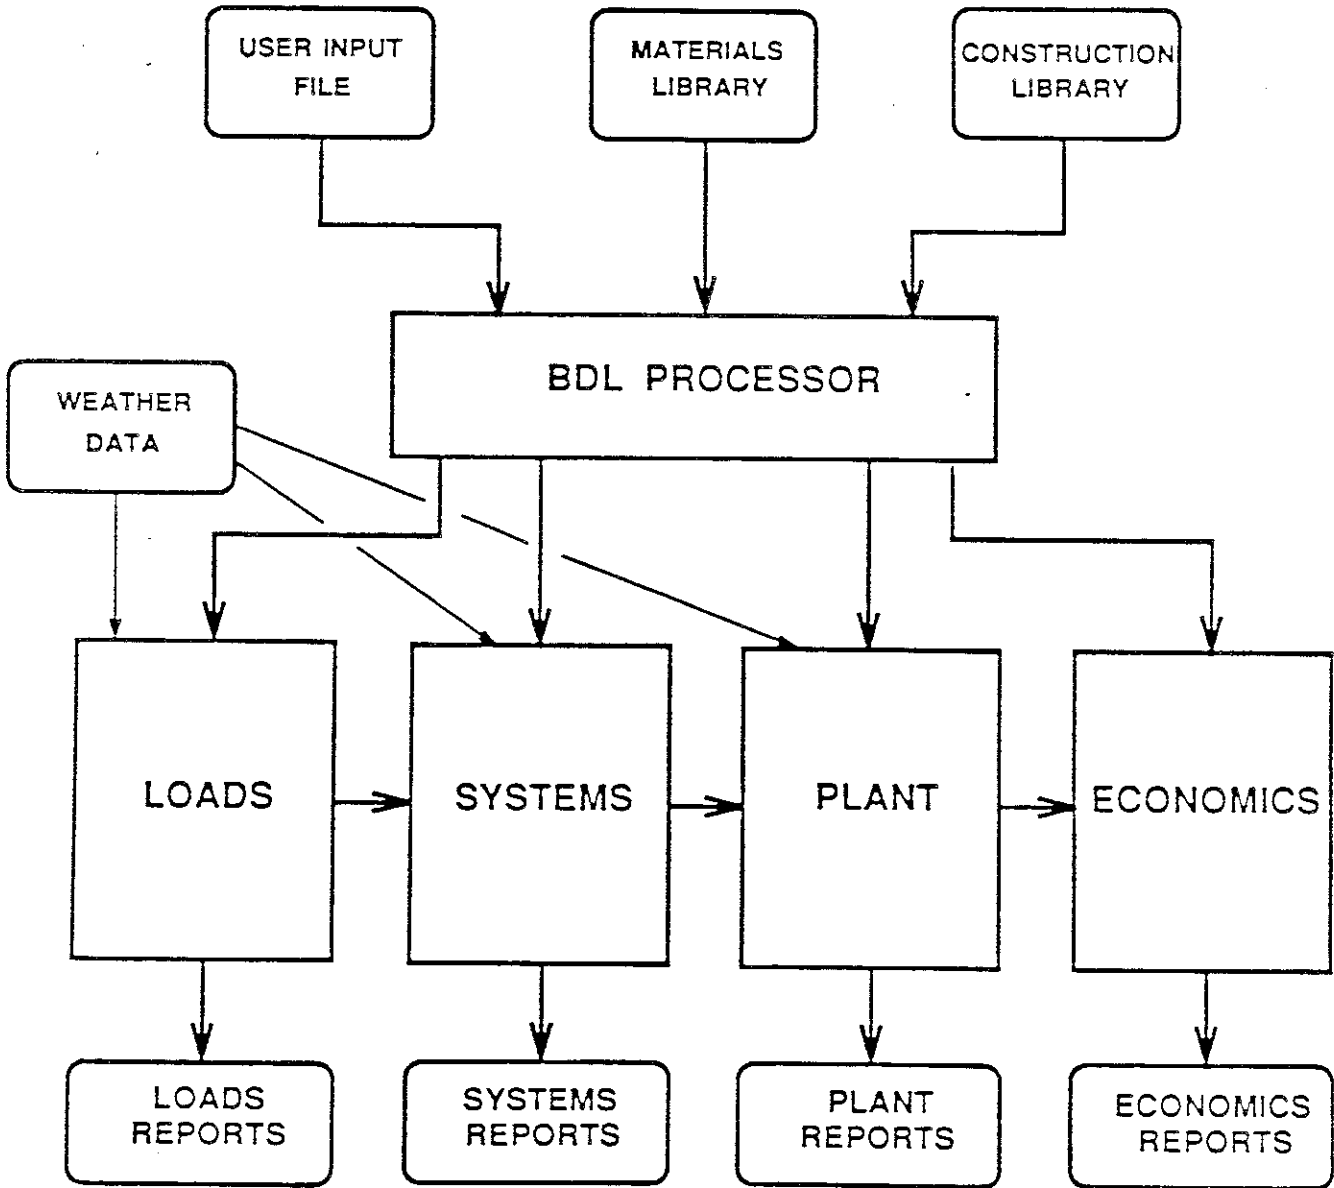 USER INPUT
FILE
MATERIALS
LIBRARY
CONSTRUCTION
LIBRARY
BDL PROCESSOR
WEATHER
DATA
LOADS
SYSTEMS
PLANT
ECONOMICS
LOADS
REPORTS
SYSTEMS
REPORTS
PLANT
REPORTS
ECONOMICS
REPORTS